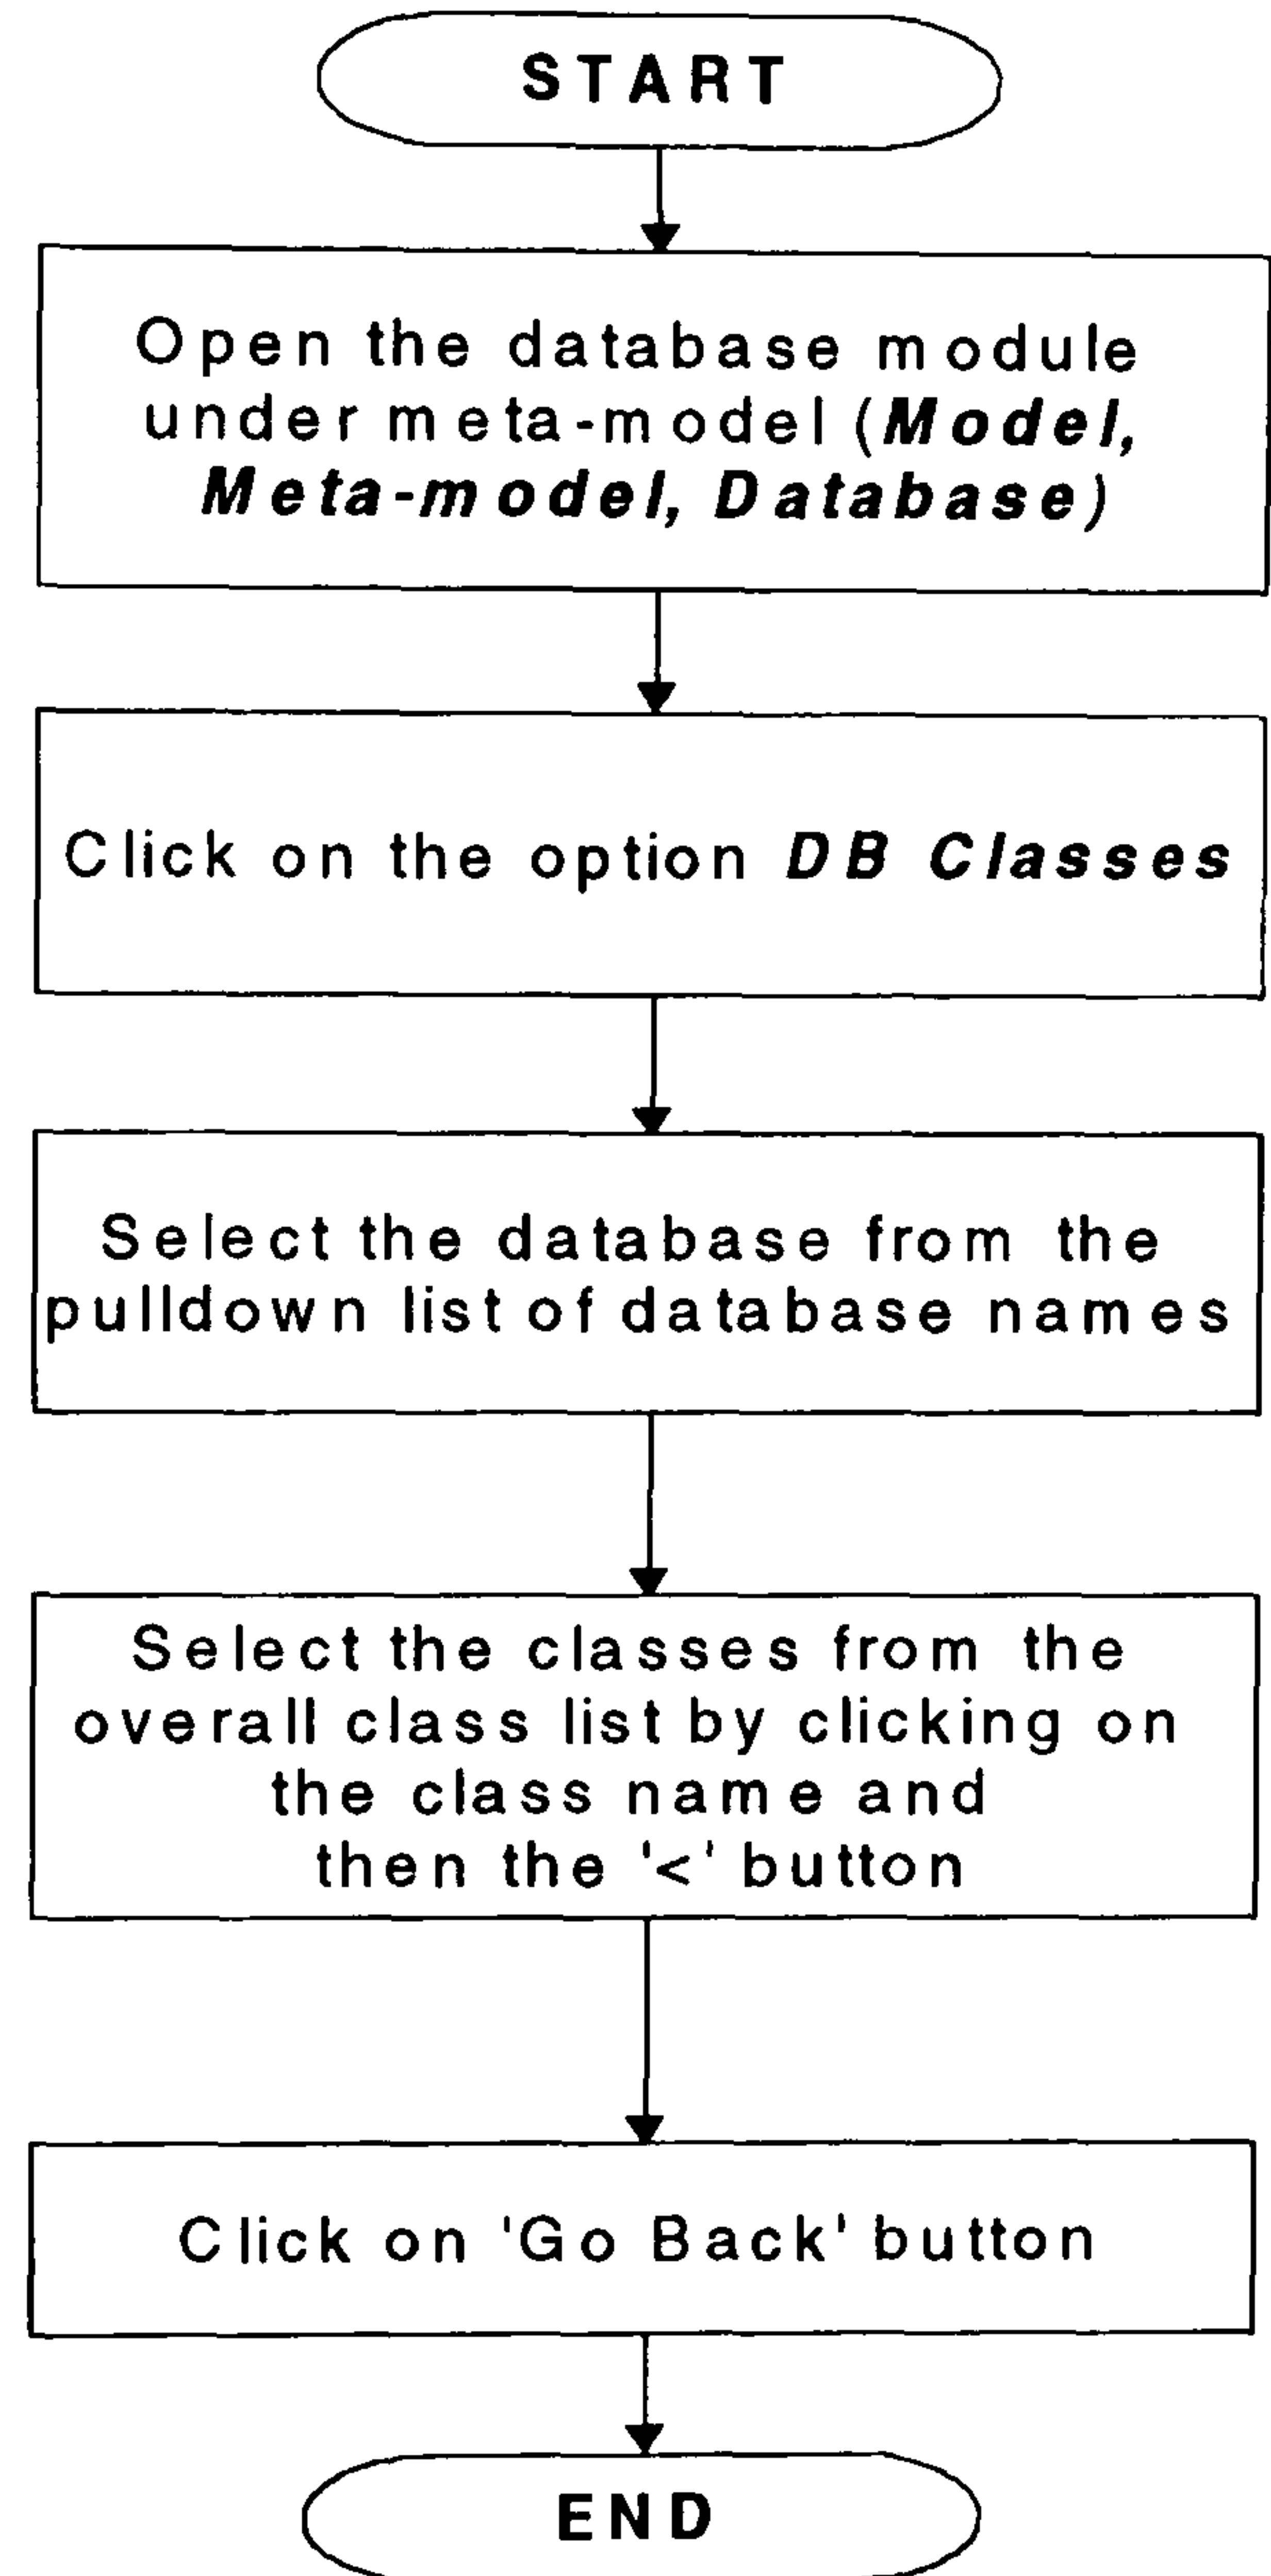 START
Open the database module
under meta-model (Model,
Meta-model, Database)
Click on the option DB Classes
Select the database from the
pulldown list of database names
Select the classes from the
overall class list by clicking on
the class name and
then the '<' button
Click on 'Go Back' button
END